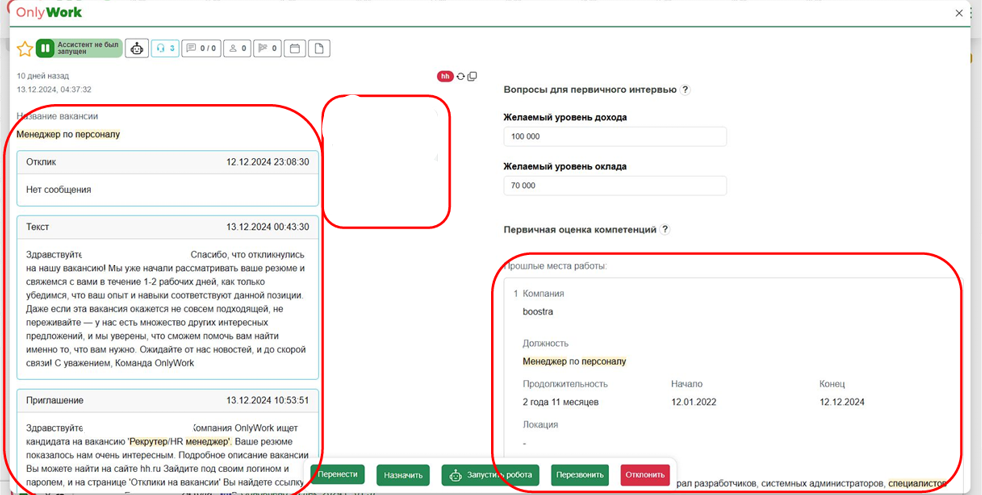 OnlyWork
Ассистент не был
запущен
3
0 / 0
0
0
10 дней назад
13.12.2024, 04:37:32
hh
Название вакансии
Менеджер по персоналу
Отклик 12.12.2024 23:08:30
Нет сообщения
Текст 13.12.2024 00:43:30
Здравствуйте Спасибо, что откликнулись
на нашу вакансию! Мы уже начали рассматривать ваше резюме и
свяжемся с вами в течение 1-2 рабочих дней, как только
убедимся, что ваш опыт и навыки соответствуют данной позиции.
Даже если эта вакансия окажется не совсем подходящей, не
переживайте — у нас есть множество других интересных
предложений, и мы уверены, что сможем помочь вам найти
именно то, что вам нужно. Ожидайте от нас новостей, и до скорой
связи! С уважением, Команда OnlyWork
Приглашение 13.12.2024 10:53:51
Здравствуйте Компания OnlyWork ищет
кандидата на вакансию 'Рекрутер/HR менеджер'. Ваше резюме
показалось нам очень интересным. Подробное описание вакансии
Вы можете найти на сайте hh.ru Зайдите под своим логином и
паролем, и на странице 'Отклики на вакансии' Вы найдете ссылку
Вопросы для первичного интервью ?
Желаемый уровень дохода
100 000
Желаемый уровень оклада
70 000
Первичная оценка компетенций ?
Прошлые места работы:
1 Компания
boostra
Должность
Менеджер по персоналу
Продолжительность Начало Конец
2 года 11 месяцев 12.01.2022 12.12.2024
Локация
-
Перенести Назначить Запустить робота Перезвонить Отклонить
рал разработчиков, системных администраторов, специалистов